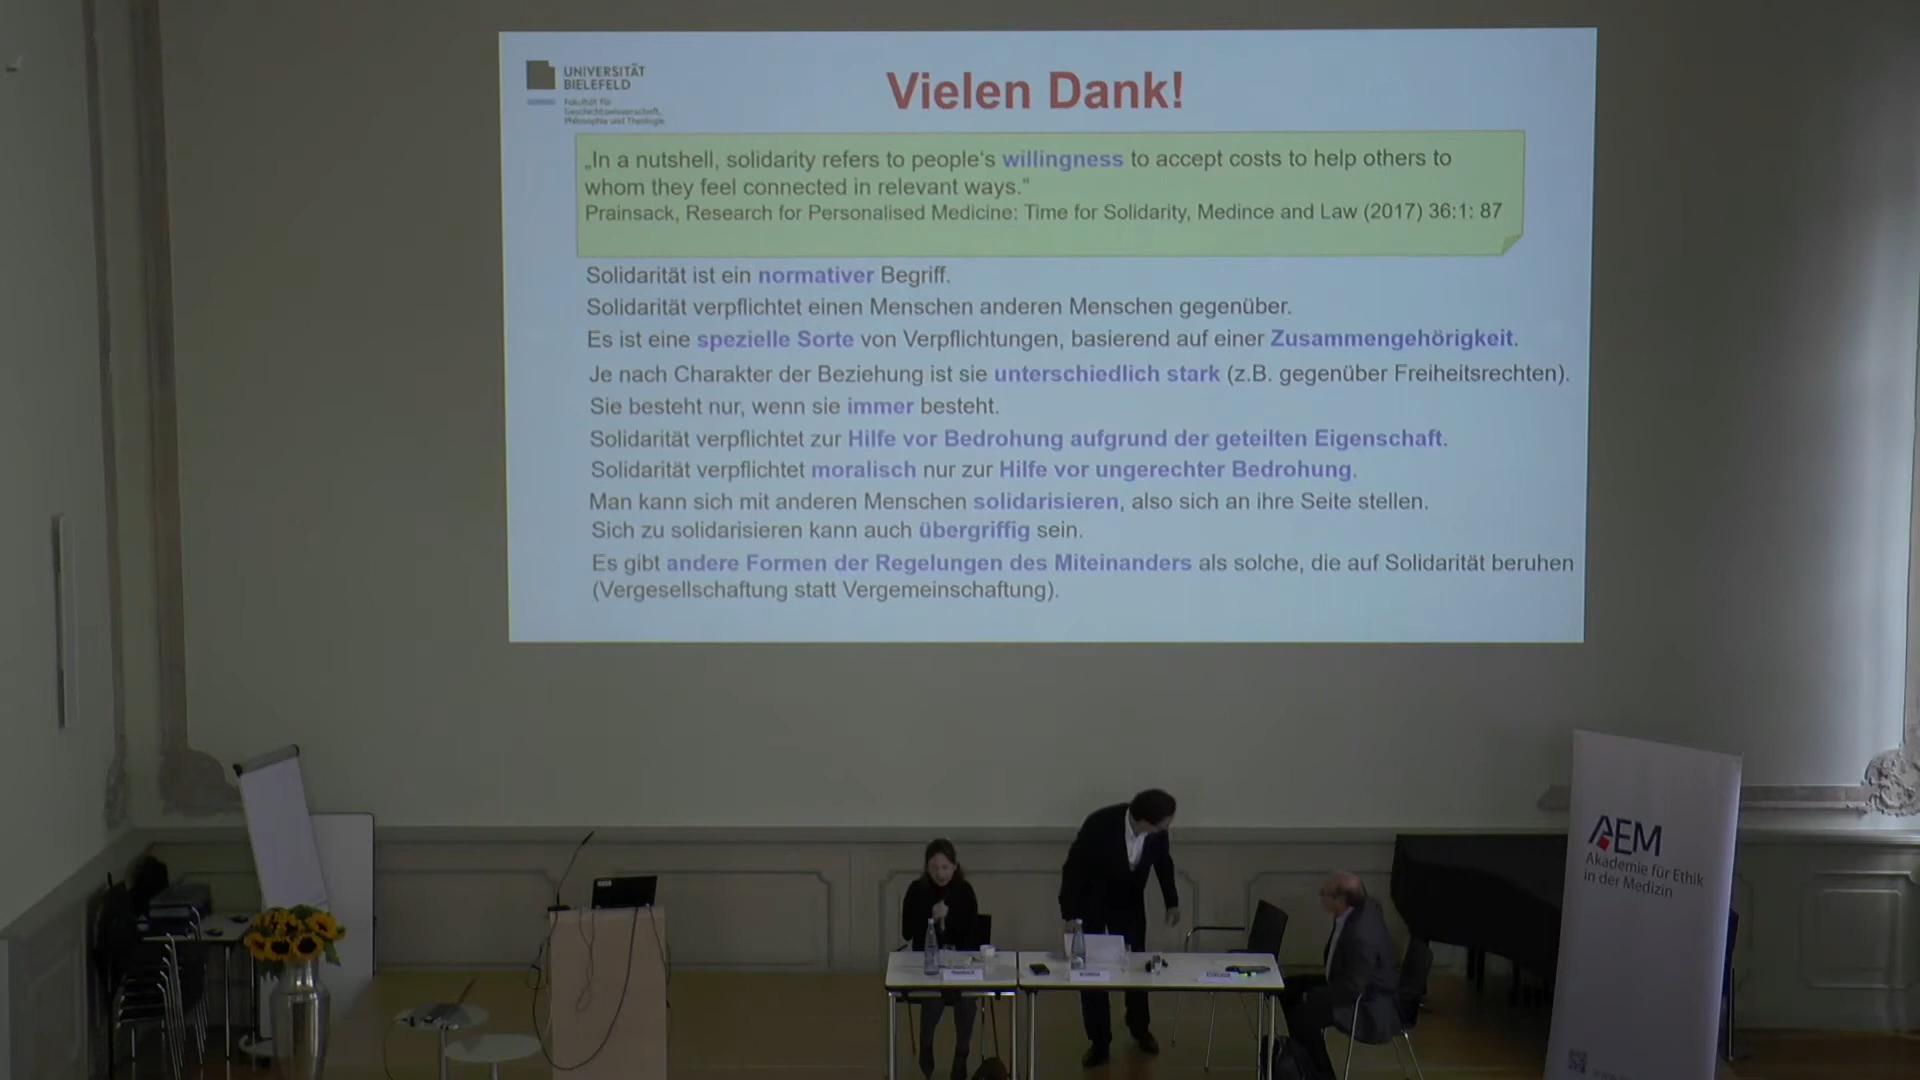 UNIVERSITÄT
BIELEFELD
Fakultät für
Geschichtswissenschaft,
Philosophie und Theologie
Vielen Dank!
„In a nutshell, solidarity refers to people's willingness to accept costs to help others to
whom they feel connected in relevant ways."
Prainsack, Research for Personalised Medicine: Time for Solidarity, Medince and Law (2017) 36:1: 87
Solidarität ist ein normativer Begriff.
Solidarität verpflichtet einen Menschen anderen Menschen gegenüber.
Es ist eine spezielle Sorte von Verpflichtungen, basierend auf einer Zusammengehörigkeit.
Je nach Charakter der Beziehung ist sie unterschiedlich stark (z.B. gegenüber Freiheitsrechten).
Sie besteht nur, wenn sie immer besteht.
Solidarität verpflichtet zur Hilfe vor Bedrohung aufgrund der geteilten Eigenschaft.
Solidarität verpflichtet moralisch nur zur Hilfe vor ungerechter Bedrohung.
Man kann sich mit anderen Menschen solidarisieren, also sich an ihre Seite stellen.
Sich zu solidarisieren kann auch übergriffig sein.
Es gibt andere Formen der Regelungen des Miteinanders als solche, die auf Solidarität beruhen
(Vergesellschaftung statt Vergemeinschaftung).
AEM
Akademie für Ethik
in der Medizin
PRAINSACK